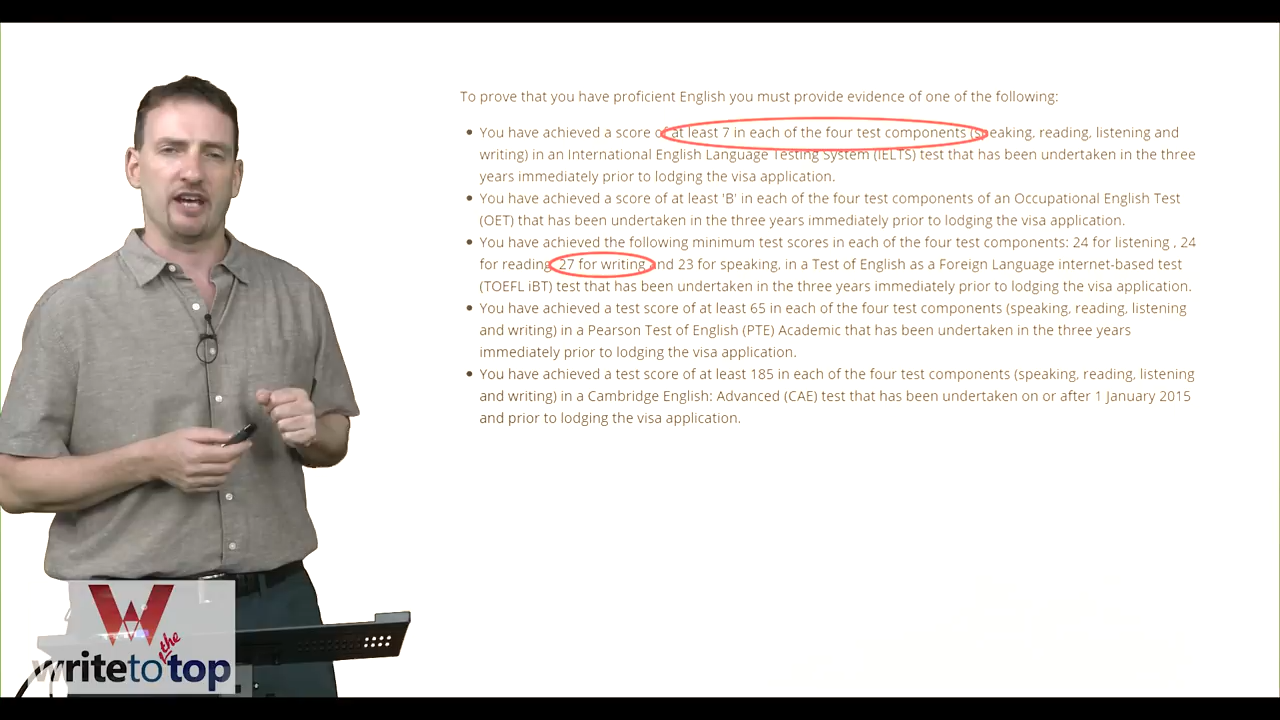 To prove that you have proficient English you must provide evidence of one of the following:
You have achieved a score of at least 7 in each of the four test components (speaking, reading, listening and
writing) in an International English Language Testing System (IELTS) test that has been undertaken in the three
years immediately prior to lodging the visa application.
You have achieved a score of at least 'B' in each of the four test components of an Occupational English Test
(OET) that has been undertaken in the three years immediately prior to lodging the visa application.
You have achieved the following minimum test scores in each of the four test components: 24 for listening , 24
for reading, 27 for writing and 23 for speaking, in a Test of English as a Foreign Language internet-based test
(TOEFL iBT) test that has been undertaken in the three years immediately prior to lodging the visa application.
You have achieved a test score of at least 65 in each of the four test components (speaking, reading, listening
and writing) in a Pearson Test of English (PTE) Academic that has been undertaken in the three years
immediately prior to lodging the visa application.
You have achieved a test score of at least 185 in each of the four test components (speaking, reading, listening
and writing) in a Cambridge English: Advanced (CAE) test that has been undertaken on or after 1 January 2015
and prior to lodging the visa application.
W
writetothetop